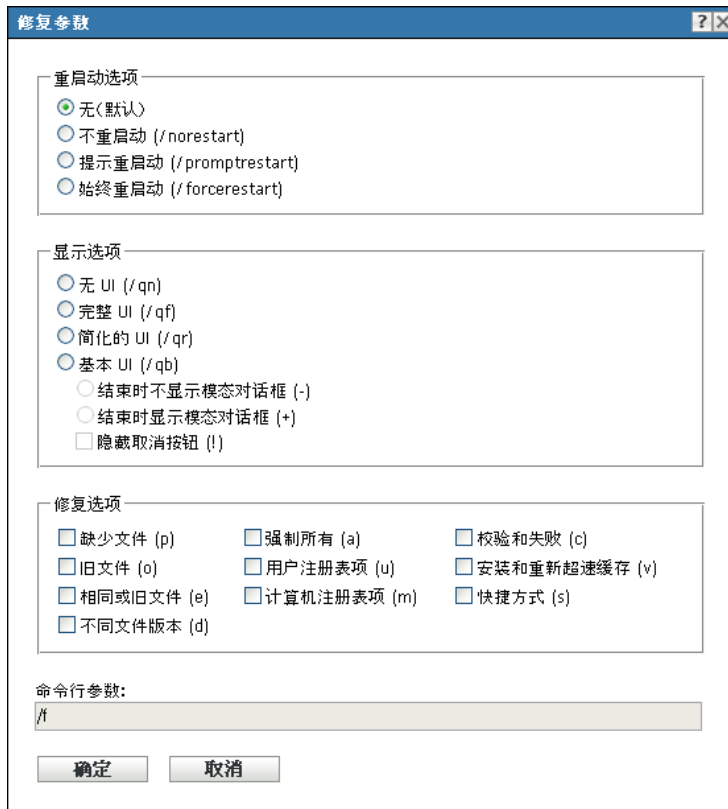 修复参数
重启动选项
无(默认)
不重启动 (/norestart)
提示重启动 (/promptrestart)
始终重启动 (/forcerestart)
显示选项
无 UI (/qn)
完整 UI (/qf)
简化的 UI (/qr)
基本 UI (/qb)
结束时不显示模态对话框 (-)
结束时显示模态对话框 (+)
隐藏取消按钮 (!)
修复选项
缺少文件 (p) 强制所有 (a) 校验和失败 (c)
旧文件 (o) 用户注册表项 (u) 安装和重新超速缓存 (v)
相同或旧文件 (e) 计算机注册表项 (m) 快捷方式 (s)
不同文件版本 (d)
命令行参数:
/f
确定 取消